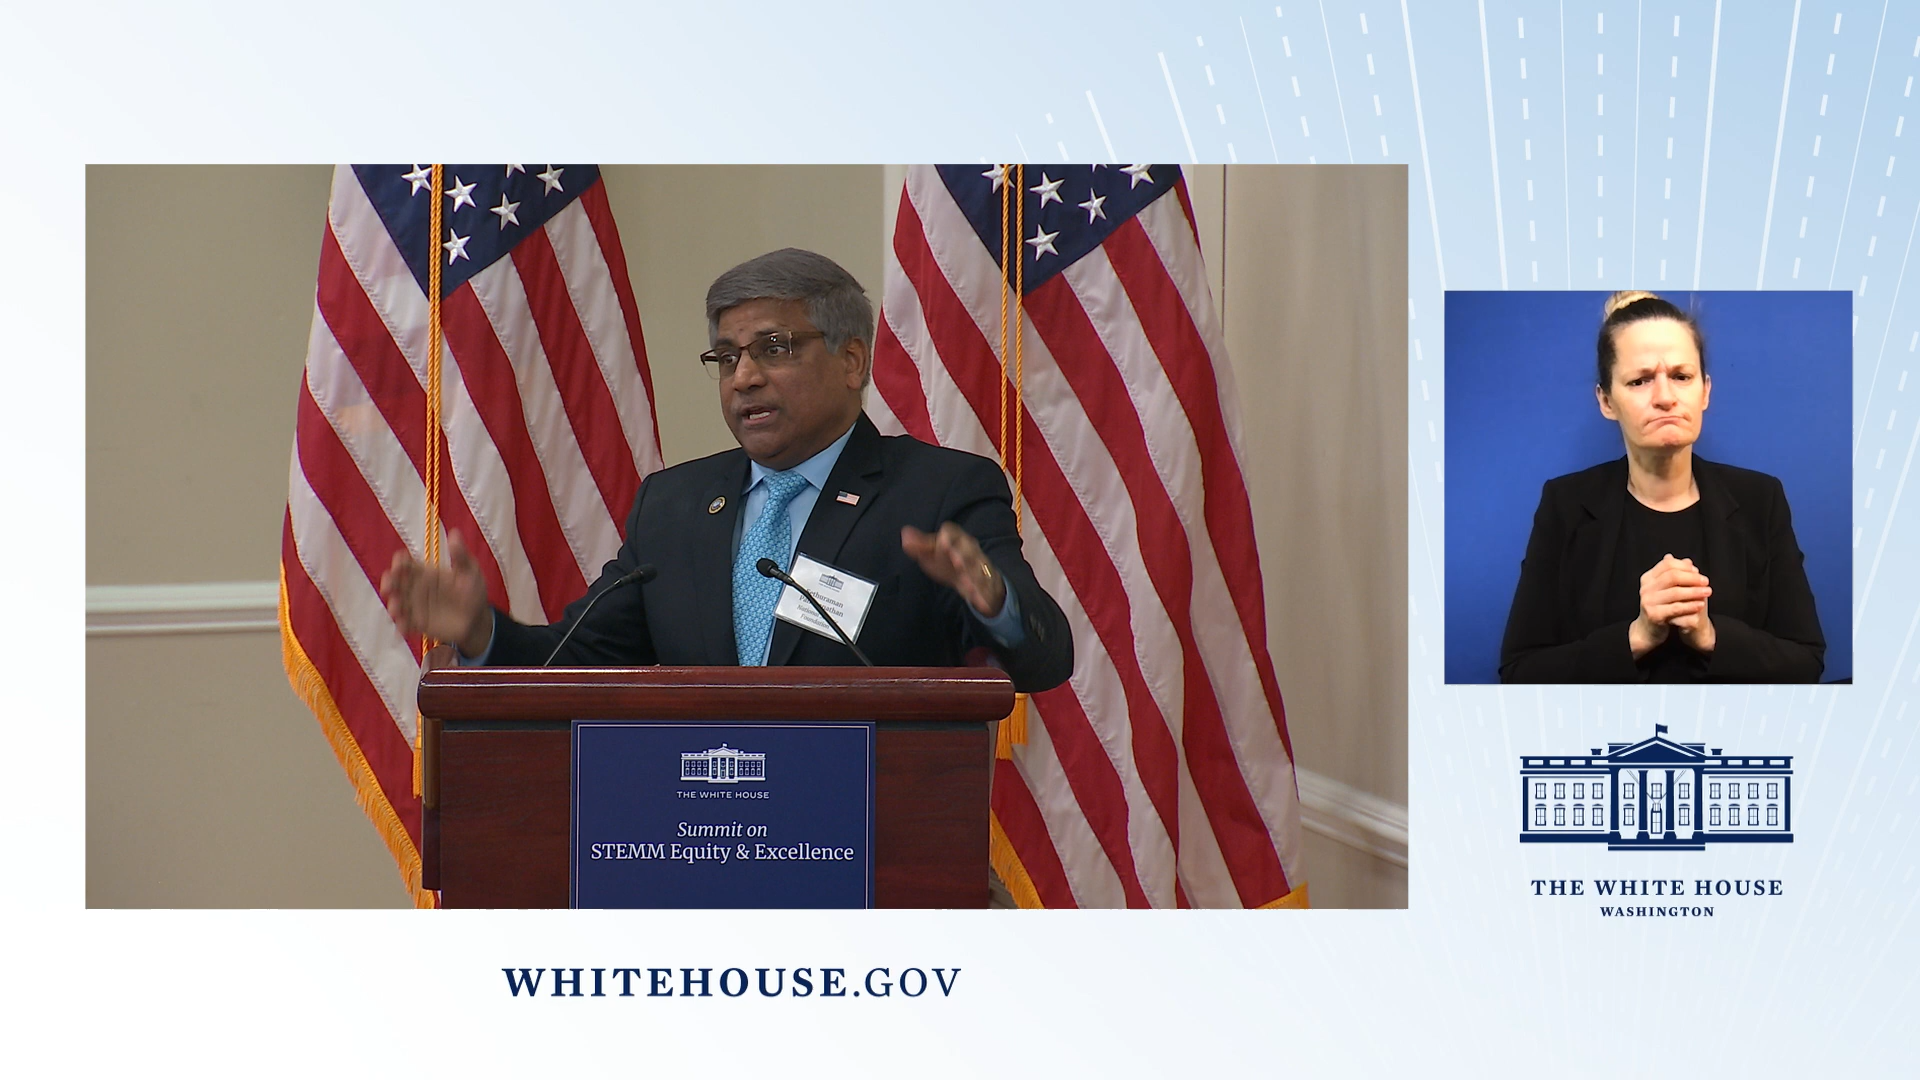 THE WHITE HOUSE
Summit on
STEMM Equity & Excellence
THE WHITE HOUSE
WASHINGTON
WHITEHOUSE.GOV